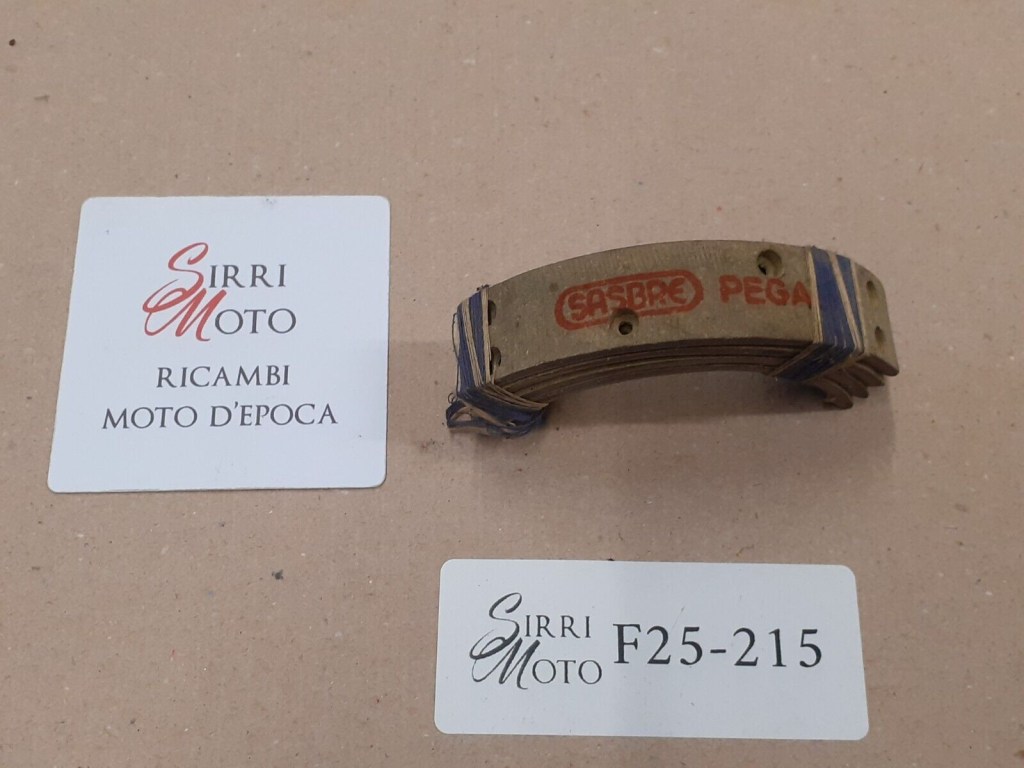 SIRRI
MOTO
RICAMBI
MOTO D'EPOCA
SASBRE PEGA
SIRRI
MOTO F25-215